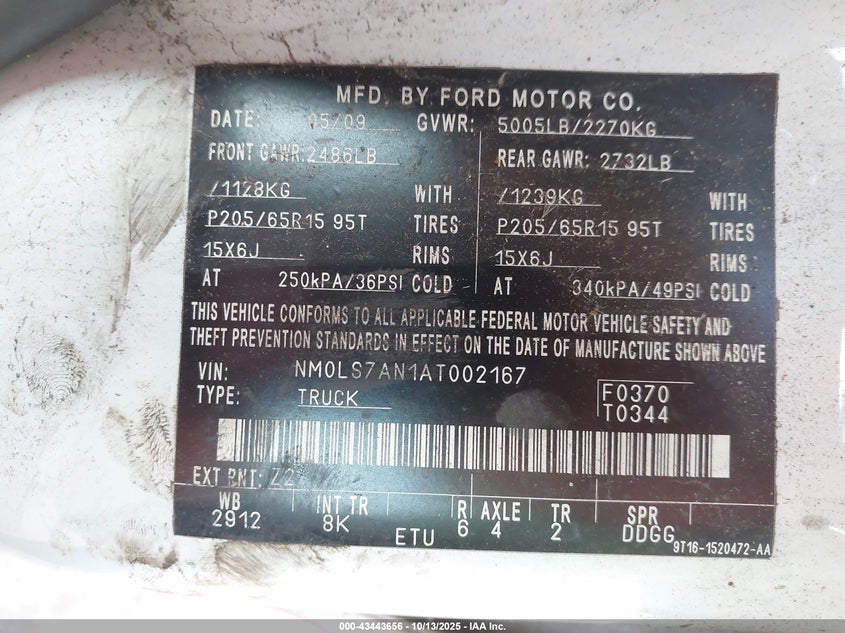 MFD. BY FORD MOTOR CO.
DATE: 05/09 GVWR: 5005LB/2270KG
FRONT GAWR: 2486LB REAR GAWR: 2732LB
/1128KG WITH /1239KG WITH
P205/65R15 95T TIRES P205/65R15 95T TIRES
15X6J RIMS 15X6J RIMS
AT 250kPA/36PSI COLD AT 340kPA/49PSI COLD
THIS VEHICLE CONFORMS TO ALL APPLICABLE FEDERAL MOTOR VEHICLE SAFETY AND
THEFT PREVENTION STANDARDS IN EFFECT ON THE DATE OF MANUFACTURE SHOWN ABOVE.
VIN: NM0LS7AN1AT002167
TYPE: TRUCK
F0370
T0344
EXT PNT: Z2
WB INT TR R AXLE TR SPR
2912 8K 6 4 2 DDGG
ETU
9T16-1520472-AA
000-43443656 - 10/13/2025 - IAA Inc.